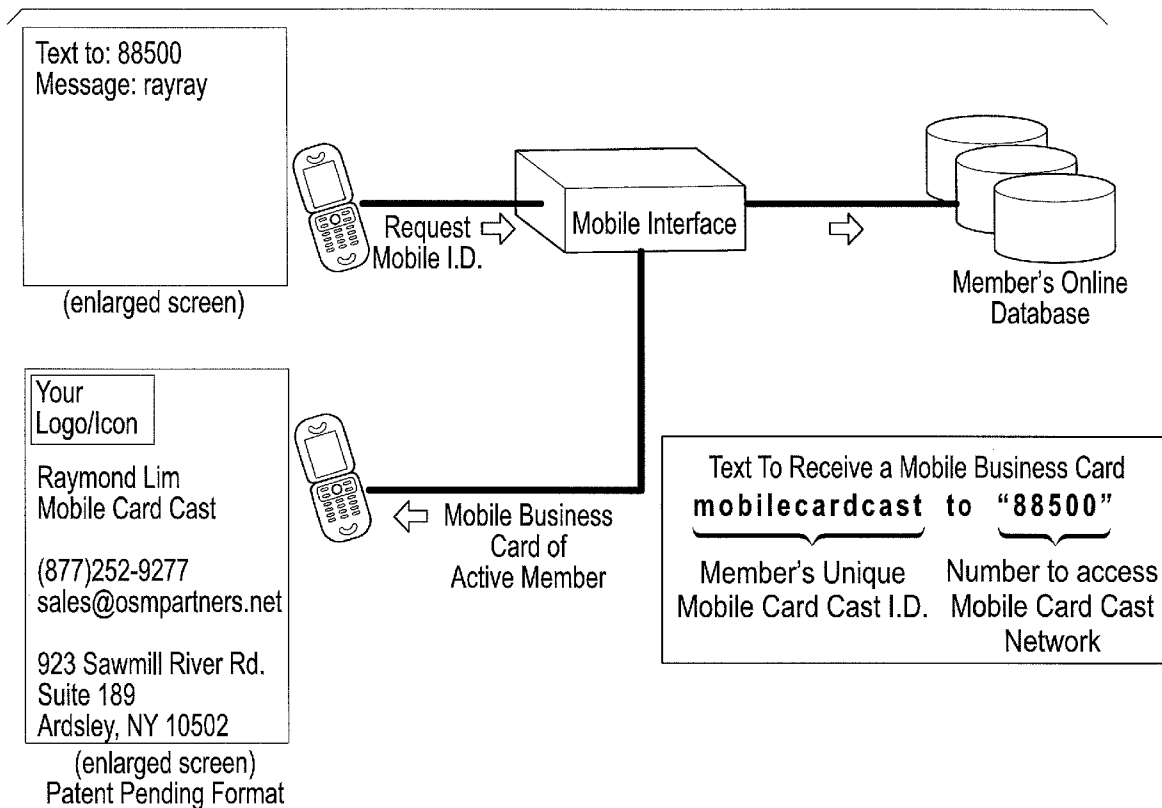 Text to: 88500
Message: rayray
(enlarged screen)
Request
Mobile I.D.
Mobile Interface
Member's Online
Database
Your
Logo/Icon
Raymond Lim
Mobile Card Cast
(877)252-9277
sales@osmpartners.net
923 Sawmill River Rd.
Suite 189
Ardsley, NY 10502
(enlarged screen)
Patent Pending Format
Mobile Business
Card of
Active Member
Text To Receive a Mobile Business Card
mobilecardcast to “88500”
Member's Unique
Mobile Card Cast I.D.
Number to access
Mobile Card Cast
Network